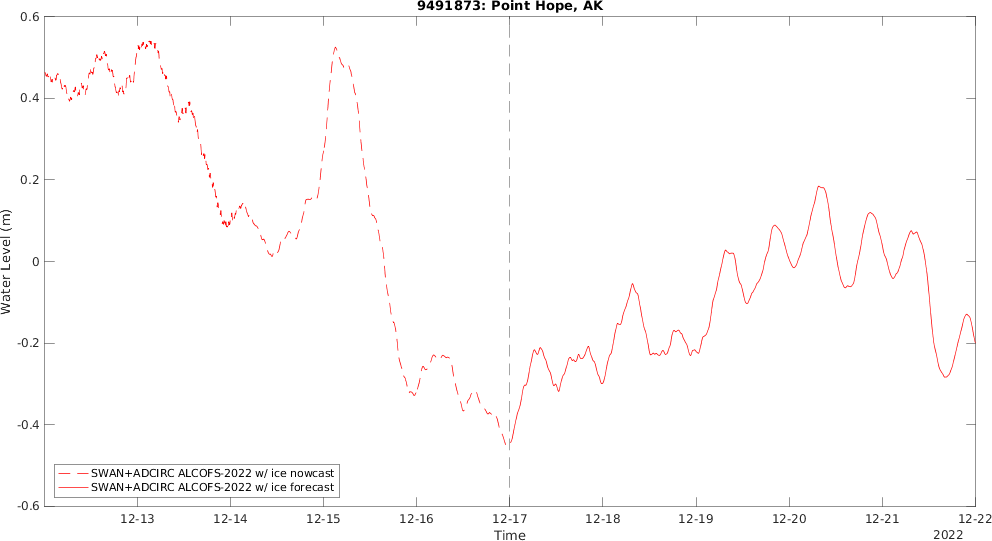 9491873: Point Hope, AK
0.6
0.4
0.2
0
-0.2
-0.4
-0.6
Water Level (m)
SWAN+ADCIRC ALCOFS-2022 w/ ice nowcast
SWAN+ADCIRC ALCOFS-2022 w/ ice forecast
12-13 12-14 12-15 12-16 12-17 12-18 12-19 12-20 12-21 12-22
Time
2022